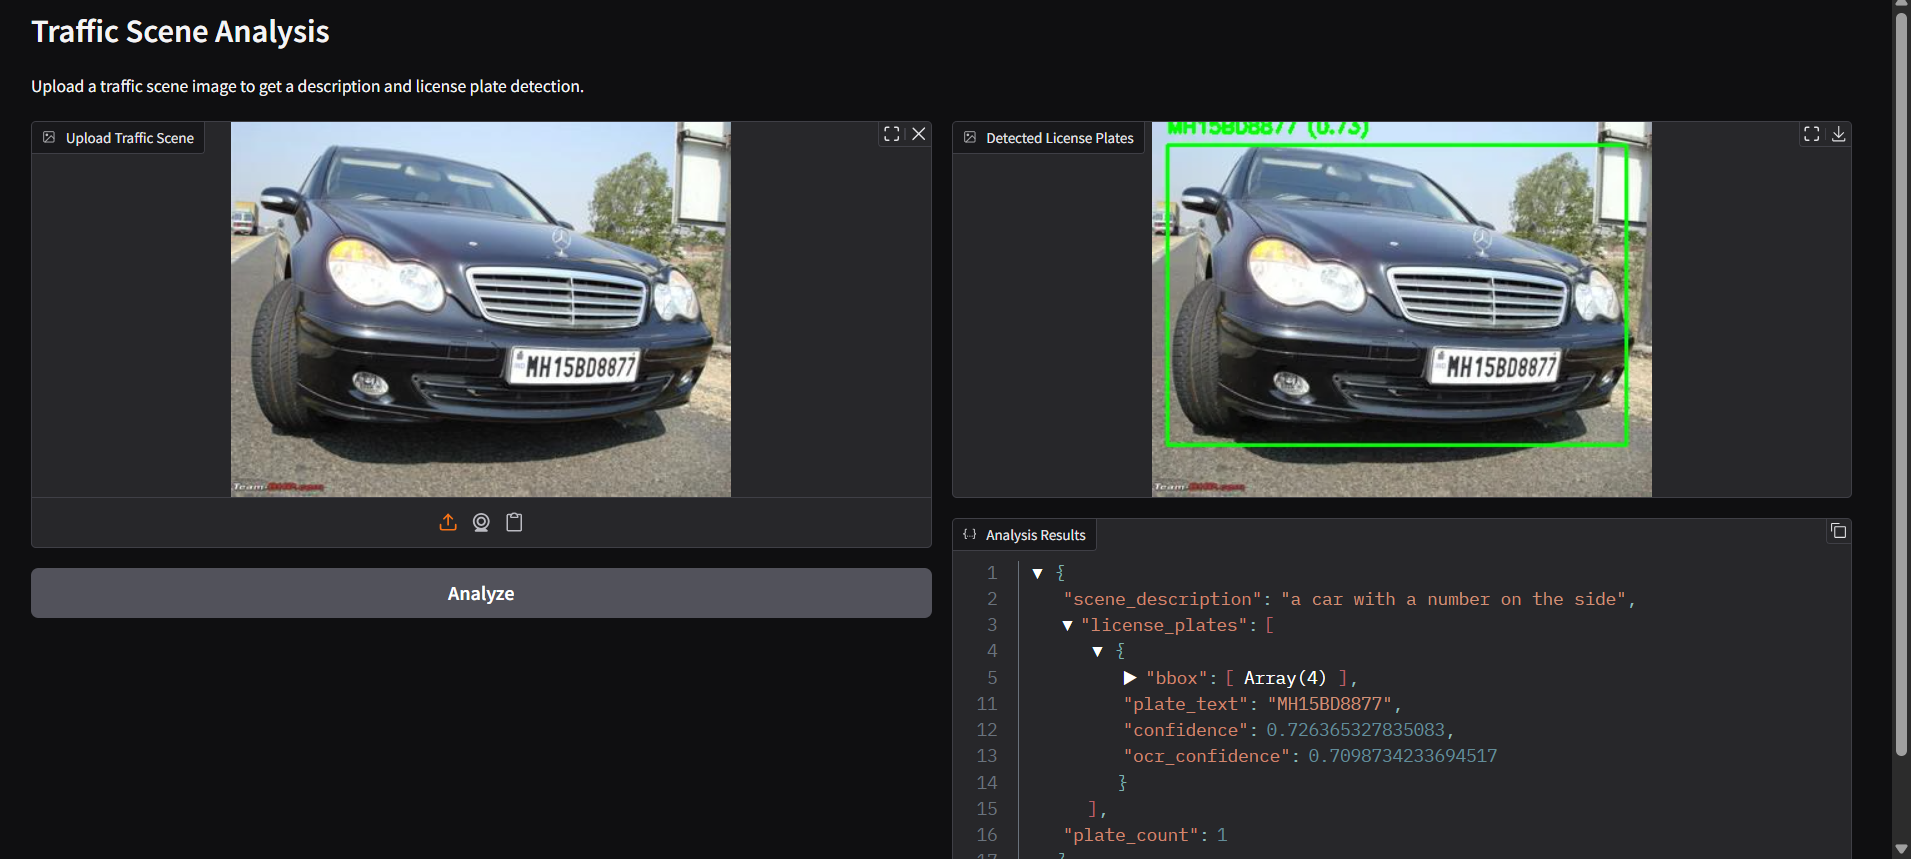 Traffic Scene Analysis
Upload a traffic scene image to get a description and license plate detection.
Upload Traffic Scene
MH15BD8877
Team-BHP.com
Analyze
Detected License Plates
MH15BD8877 (0.73)
MH15BD8877
Team-BHP.com
{..} Analysis Results
1 ▼ {
2 "scene_description": "a car with a number on the side",
3 ▼ "license_plates": [
4 ▼ {
5 ▶ "bbox": [ Array(4) ],
11 "plate_text": "MH15BD8877",
12 "confidence": 0.726365327835083,
13 "ocr_confidence": 0.7098734233694517
14 }
15 ],
16 "plate_count": 1
17 }